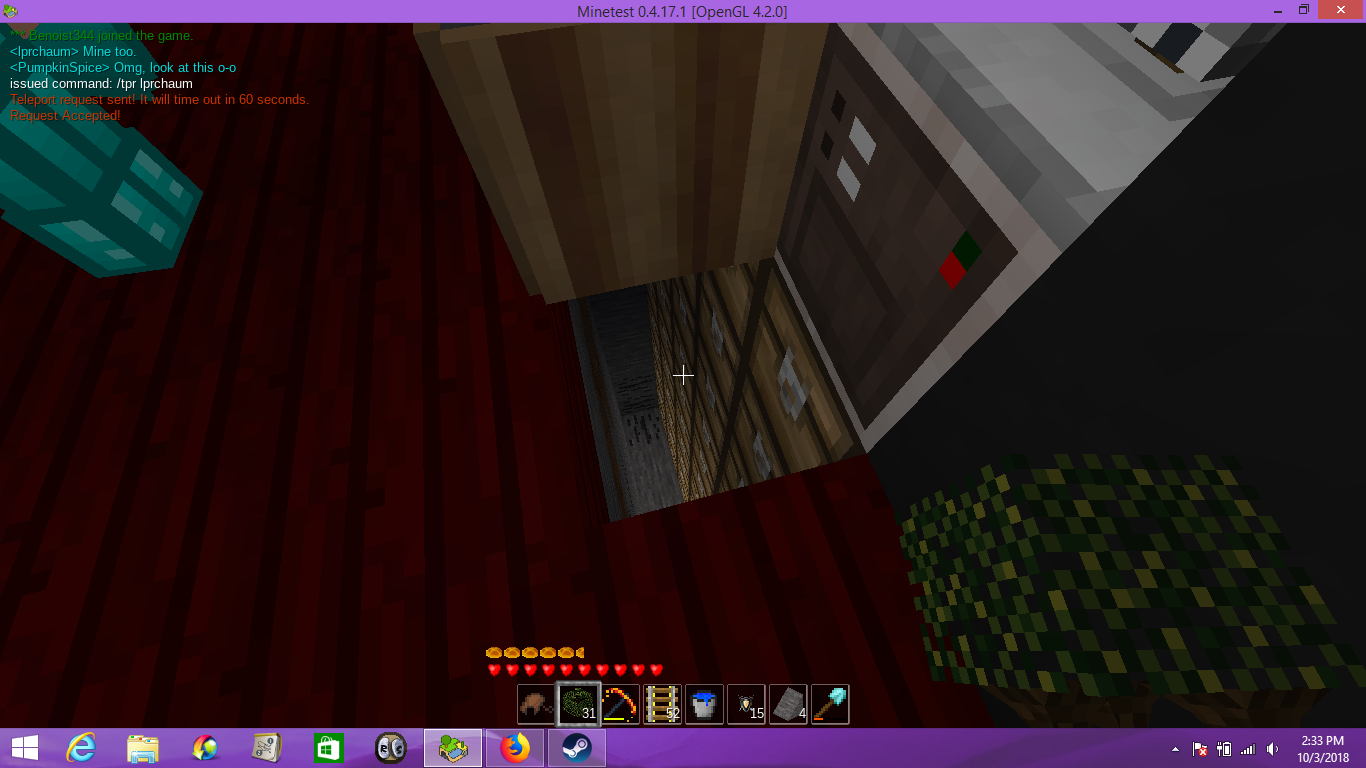 Minetest 0.4.17.1 [OpenGL 4.2.0]
*** Benoist344 joined the game.
<lprchaum> Mine too.
<PumpkinSpice> Omg, look at this o-o
issued command: /tpr lprchaum
Teleport request sent! It will time out in 60 seconds.
Request Accepted!
31
52
15
4
2:33 PM
10/3/2018